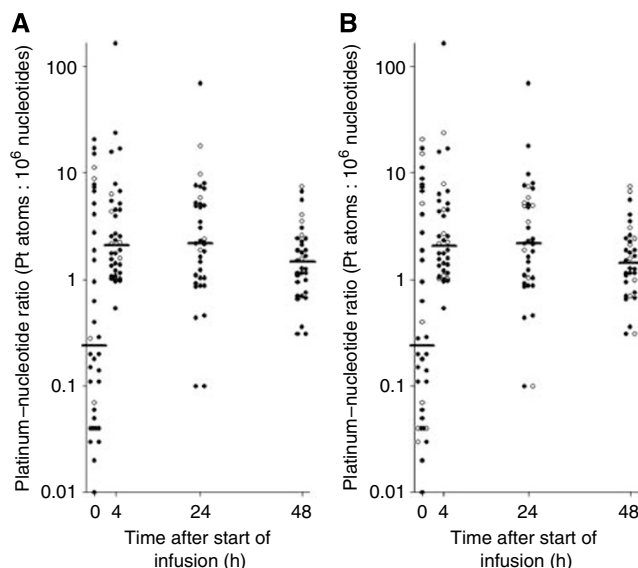 A
Platinum–nucleotide ratio (Pt atoms : 10⁶ nucleotides)
100
10
1
0.1
0.01
0 4 24 48
Time after start of
infusion (h)
B
Platinum–nucleotide ratio (Pt atoms : 10⁶ nucleotides)
100
10
1
0.1
0.01
0 4 24 48
Time after start of
infusion (h)